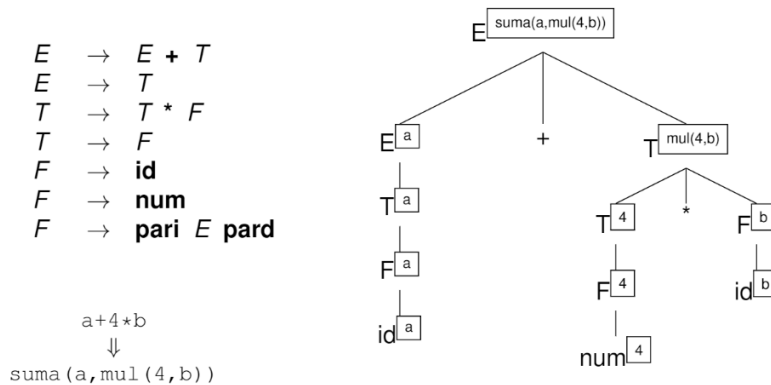 E → E + T
E → T
T → T * F
T → F
F → id
F → num
F → pari E pard
a+4*b
⇓
suma(a,mul(4,b))
E suma(a,mul(4,b))
E a + T mul(4,b)
T a T 4 * F b
F a F 4 id b
id a num 4